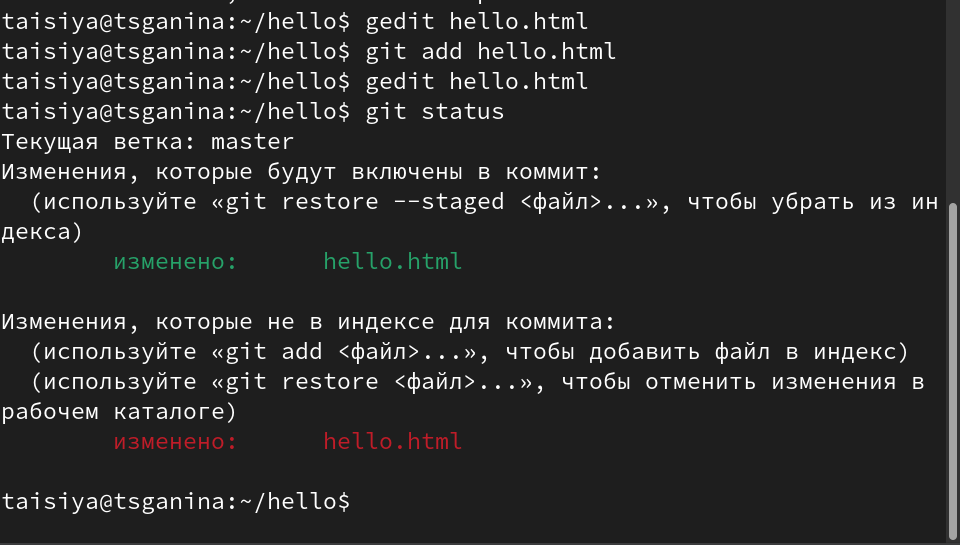 taisiya@tsganina:~/hello$ gedit hello.html
taisiya@tsganina:~/hello$ git add hello.html
taisiya@tsganina:~/hello$ gedit hello.html
taisiya@tsganina:~/hello$ git status
Текущая ветка: master
Изменения, которые будут включены в коммит:
  (используйте «git restore --staged <файл>...», чтобы убрать из ин
декса)
        изменено:      hello.html

Изменения, которые не в индексе для коммита:
  (используйте «git add <файл>...», чтобы добавить файл в индекс)
  (используйте «git restore <файл>...», чтобы отменить изменения в
рабочем каталоге)
        изменено:      hello.html

taisiya@tsganina:~/hello$